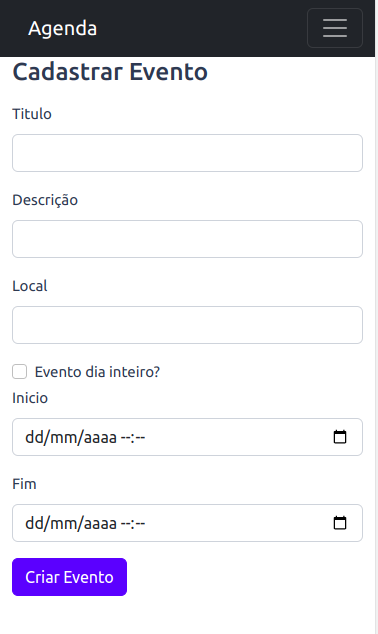 Agenda
Cadastrar Evento
Titulo
Descrição
Local
Evento dia inteiro?
Inicio
dd/mm/aaaa --:--
Fim
dd/mm/aaaa --:--
Criar Evento